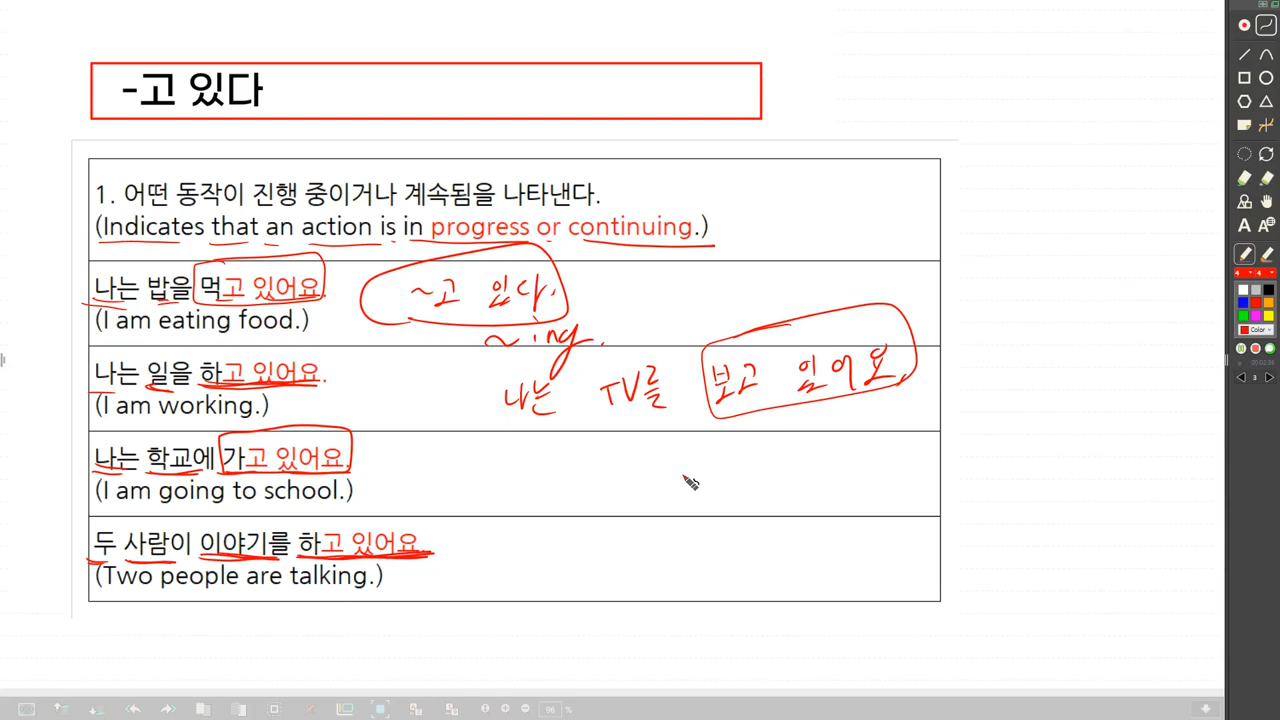 -고 있다
1. 어떤 동작이 진행 중이거나 계속됨을 나타낸다.
(Indicates that an action is in progress or continuing.)
나는 밥을 먹고 있어요.
(I am eating food.)
~고 있다.
~ing.
나는 일을 하고 있어요.
(I am working.)
나는 TV를 보고 있어요.
나는 학교에 가고 있어요.
(I am going to school.)
두 사람이 이야기를 하고 있어요.
(Two people are talking.)
A A
4 4
Color
3
96 %